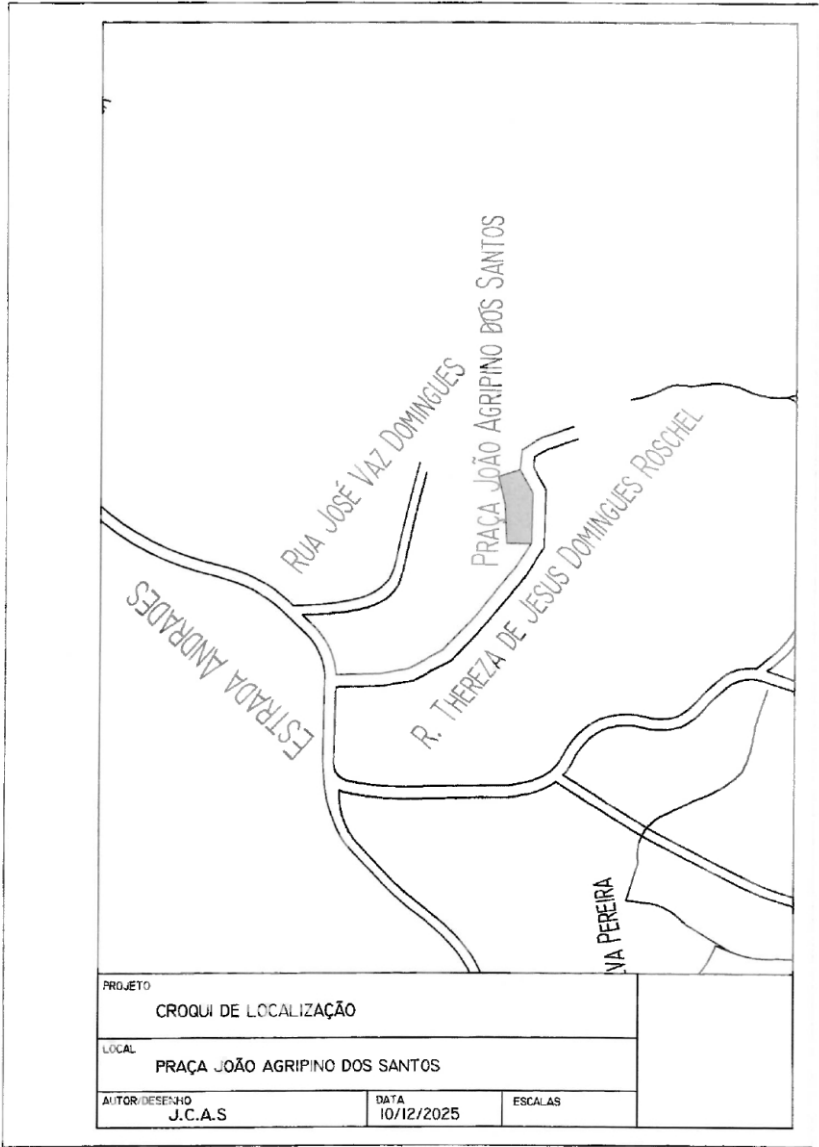 PRAÇA JOÃO AGRIPINO DOS SANTOS
RUA JOSÉ VAZ DOMINGUES
R. THEREZA DE JESUS DOMINGUES ROSCHEL
ESTRADA ANDRADES
VA PEREIRA
PROJETO
CROQUI DE LOCALIZAÇÃO
LOCAL
PRAÇA JOÃO AGRIPINO DOS SANTOS
AUTOR/DESENHO
J.C.A.S
DATA
10/12/2025
ESCALAS